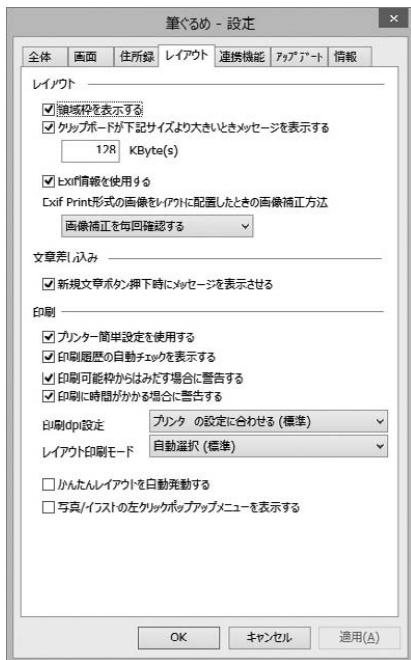 筆ぐるめ - 設定
×
全体 画面 住所録 レイアウト 連携機能 アップデート 情報
レイアウト
領域枠を表示する
クリップボードが下記サイズより大きいときメッセージを表示する
128 KByte(s)
Exif情報を使用する
Exif Print形式の画像をレイアウトに配置したときの画像補正方法
画像補正を毎回確認する
文章差し込み
新規文章ボタン押下時にメッセージを表示させる
印刷
プリンター簡単設定を使用する
印刷履歴の自動チェックを表示する
印刷可能枠からはみだす場合に警告する
印刷に時間がかかる場合に警告する
印刷dpi設定 プリンタ の設定に合わせる (標準)
レイアウト印刷モード 自動選択 (標準)
かんたんレイアウトを自動発動する
写真/イラストの左クリックポップアップメニューを表示する
OK キャンセル 適用(A)